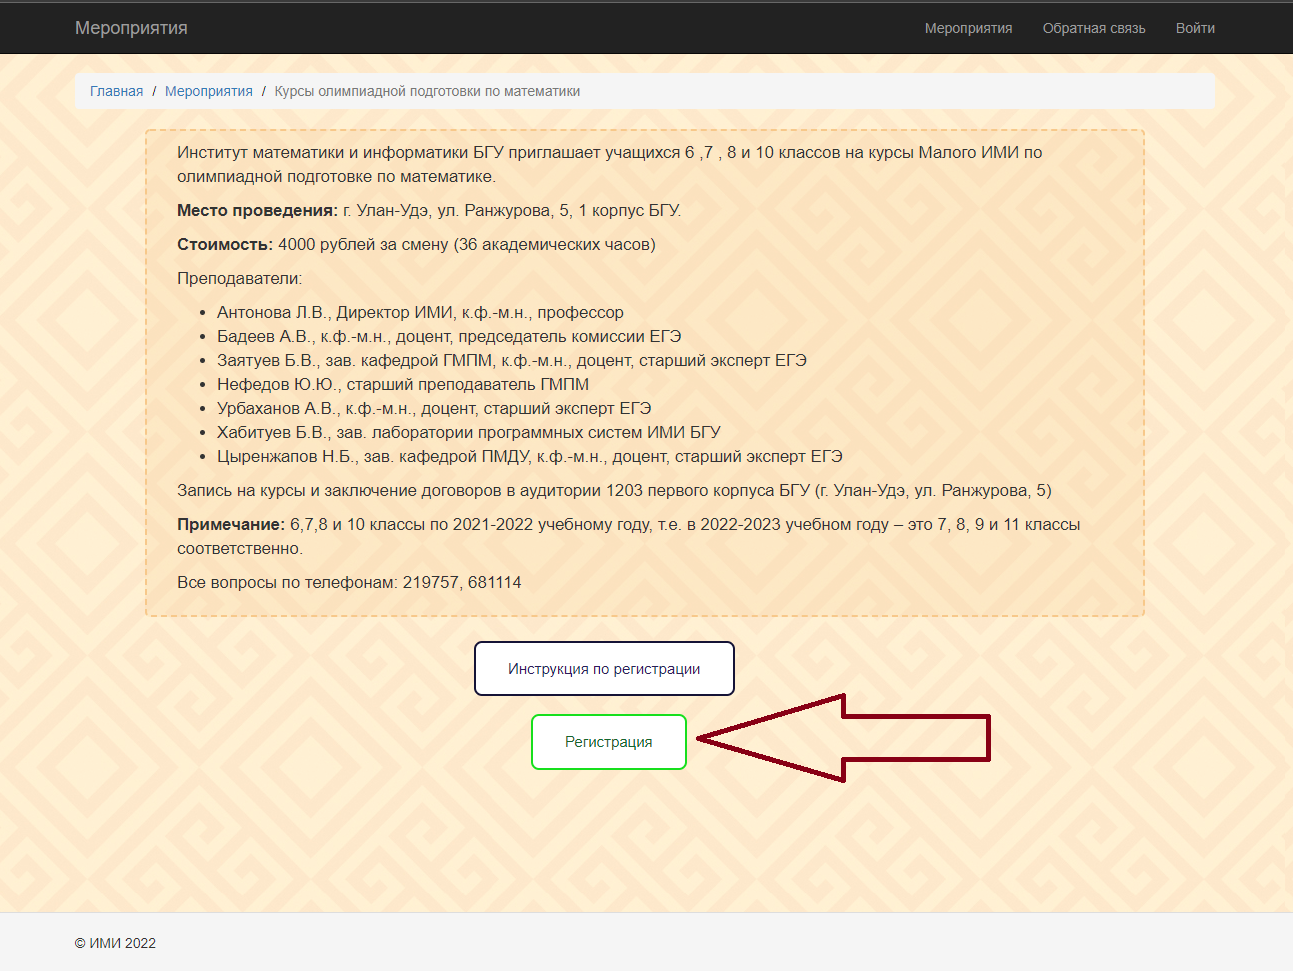 Мероприятия
Мероприятия Обратная связь Войти
Главная / Мероприятия / Курсы олимпиадной подготовки по математики
Институт математики и информатики БГУ приглашает учащихся 6 ,7 , 8 и 10 классов на курсы Малого ИМИ по
олимпиадной подготовке по математике.
Место проведения: г. Улан-Удэ, ул. Ранжурова, 5, 1 корпус БГУ.
Стоимость: 4000 рублей за смену (36 академических часов)
Преподаватели:
• Антонова Л.В., Директор ИМИ, к.ф.-м.н., профессор
• Бадеев А.В., к.ф.-м.н., доцент, председатель комиссии ЕГЭ
• Заятуев Б.В., зав. кафедрой ГМПМ, к.ф.-м.н., доцент, старший эксперт ЕГЭ
• Нефедов Ю.Ю., старший преподаватель ГМПМ
• Урбаханов А.В., к.ф.-м.н., доцент, старший эксперт ЕГЭ
• Хабитуев Б.В., зав. лаборатории программных систем ИМИ БГУ
• Цыренжапов Н.Б., зав. кафедрой ПМДУ, к.ф.-м.н., доцент, старший эксперт ЕГЭ
Запись на курсы и заключение договоров в аудитории 1203 первого корпуса БГУ (г. Улан-Удэ, ул. Ранжурова, 5)
Примечание: 6,7,8 и 10 классы по 2021-2022 учебному году, т.е. в 2022-2023 учебном году – это 7, 8, 9 и 11 классы
соответственно.
Все вопросы по телефонам: 219757, 681114
Инструкция по регистрации
Регистрация
© ИМИ 2022